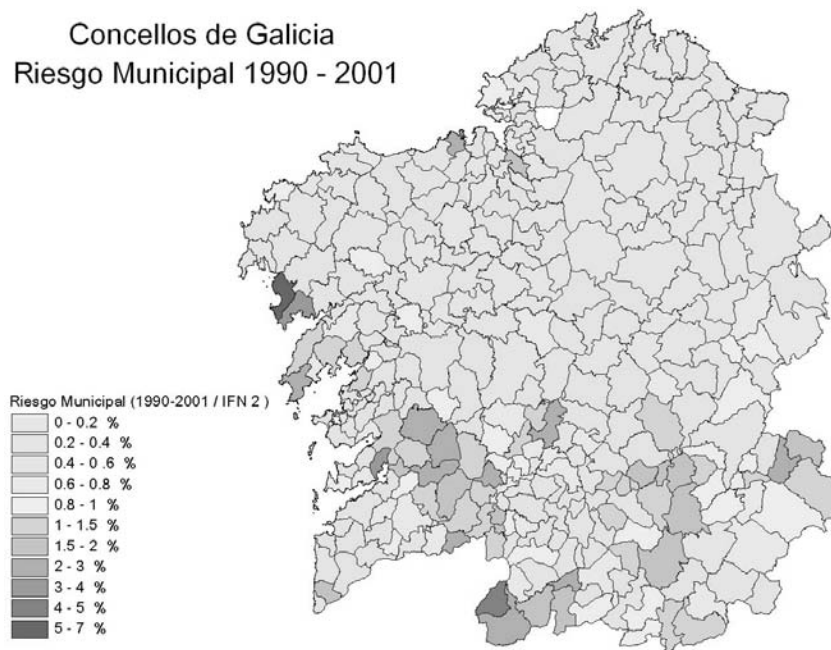 Concellos de Galicia
Riesgo Municipal 1990 - 2001
Riesgo Municipal (1990-2001 / IFN 2 )
0 - 0.2 %
0.2 - 0.4 %
0.4 - 0.6 %
0.6 - 0.8 %
0.8 - 1 %
1 - 1.5 %
1.5 - 2 %
2 - 3 %
3 - 4 %
4 - 5 %
5 - 7 %